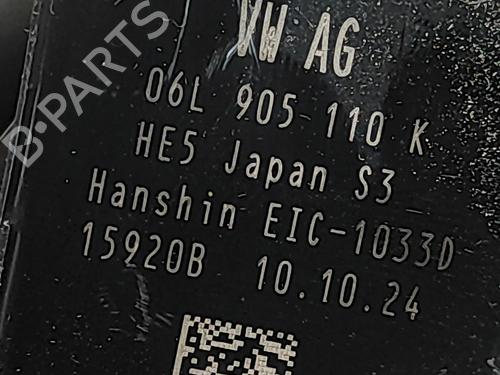 VW AG
06L 905 110 K
HE5 Japan S3
Hanshin EIC-1033D
15920B 10.10.24
B-PARTS